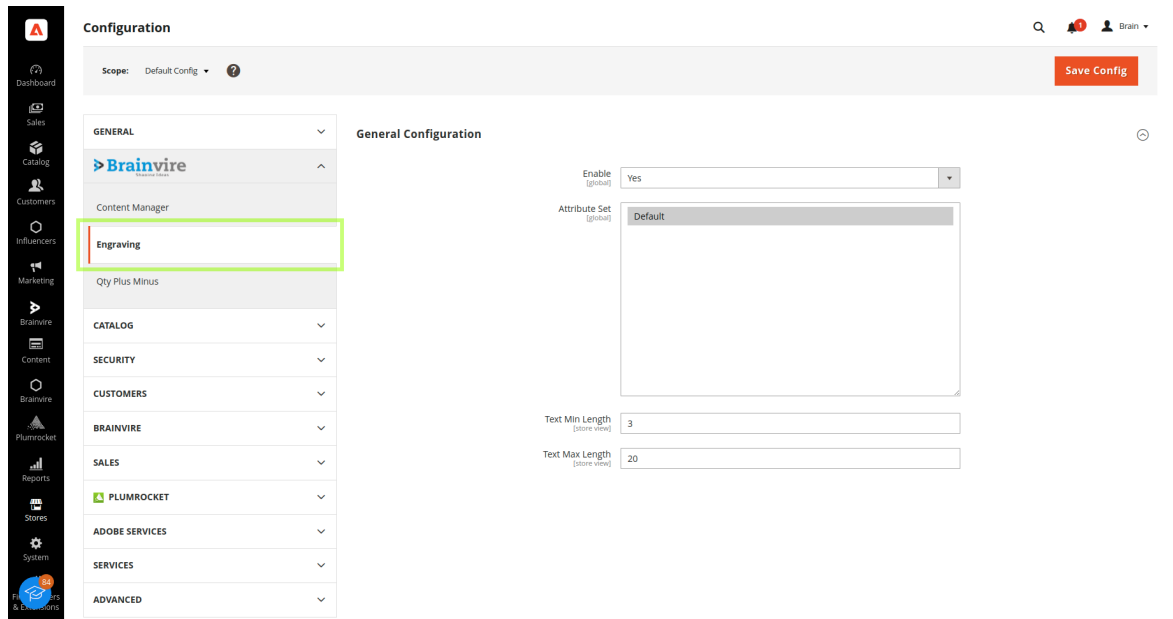 Configuration
1
Brain
Scope:
Default Config
?
Save Config
Dashboard
Sales
Catalog
Customers
Influencers
Marketing
Brainvire
Content
Brainvire
Plumrocket
Reports
Stores
System
84
& Extensions
GENERAL
Brainvire
Content Manager
Engraving
Qty Plus Minus
CATALOG
SECURITY
CUSTOMERS
BRAINVIRE
SALES
PLUMROCKET
ADOBE SERVICES
SERVICES
ADVANCED
General Configuration
Enable
[global]
Yes
Attribute Set
[global]
Default
Text Min Length
[store view]
3
Text Max Length
[store view]
20